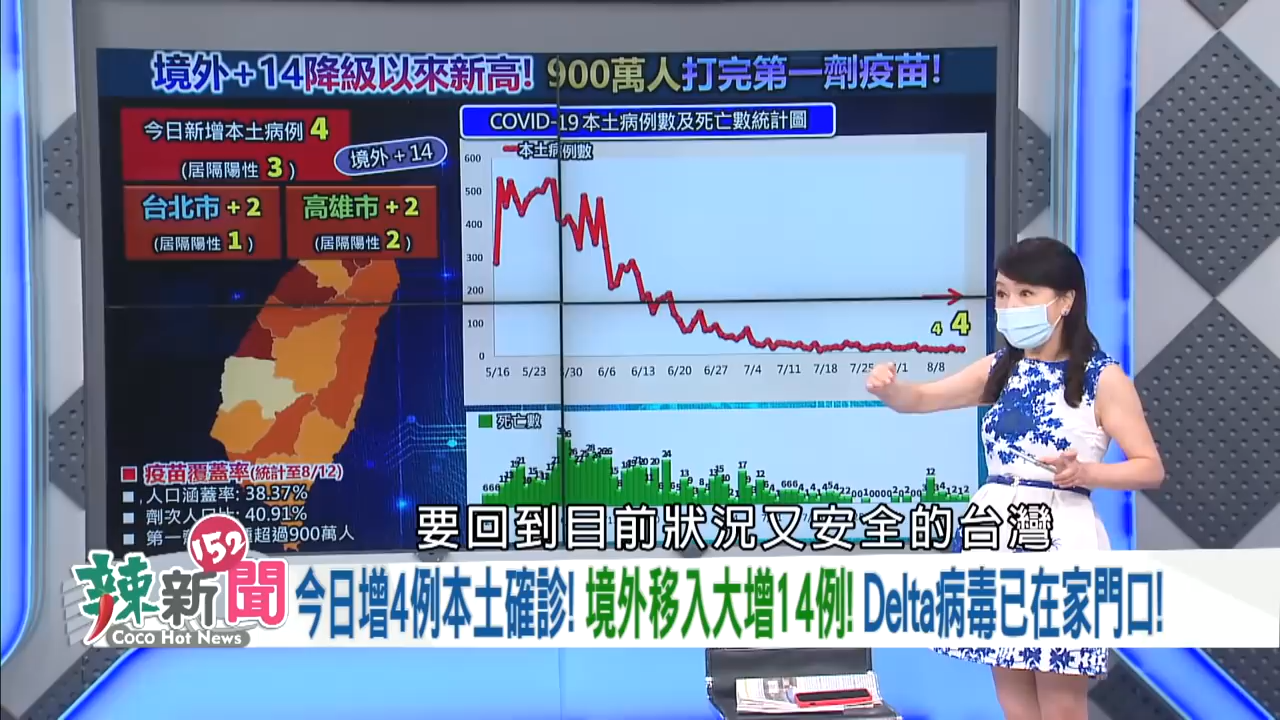 境外+14降級以來新高! 900萬人打完第一劑疫苗!
今日新增本土病例 4
(居隔陽性 3 )
境外+14
台北市 +2
(居隔陽性 1 )
高雄市 +2
(居隔陽性 2 )
COVID-19 本土病例數及死亡數統計圖
本土病例數
600
500
400
300
200
100
0
4 4
5/16 5/23 5/30 6/6 6/13 6/20 6/27 7/4 7/11 7/18 7/25 8/1 8/8
死亡數
疫苗覆蓋率(統計至8/12)
人口涵蓋率: 38.37%
劑次人口比: 40.91%
第一劑 超過900萬人
要回到目前狀況又安全的台灣
152
辣新聞
Coco Hot News
今日增4例本土確診! 境外移入大增14例! Delta病毒已在家門口!